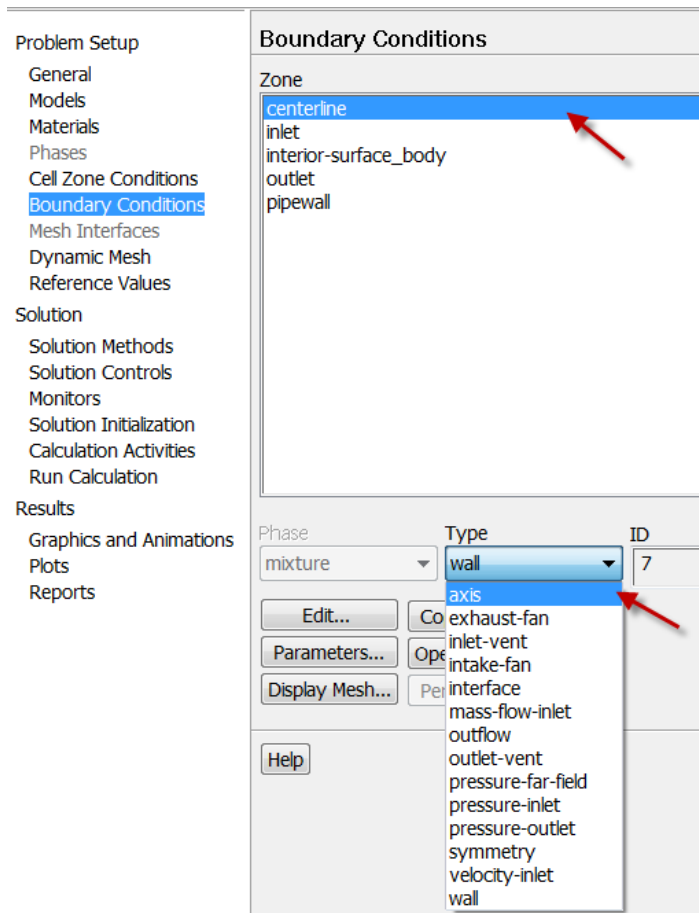 Problem Setup
General
Models
Materials
Phases
Cell Zone Conditions
Boundary Conditions
Mesh Interfaces
Dynamic Mesh
Reference Values
Solution
Solution Methods
Solution Controls
Monitors
Solution Initialization
Calculation Activities
Run Calculation
Results
Graphics and Animations
Plots
Reports
Boundary Conditions
Zone
centerline
inlet
interior-surface_body
outlet
pipewall
Phase Type ID
mixture wall 7
Edit... Co
Parameters... Ope
Display Mesh... Per
Help
axis
exhaust-fan
inlet-vent
intake-fan
interface
mass-flow-inlet
outflow
outlet-vent
pressure-far-field
pressure-inlet
pressure-outlet
symmetry
velocity-inlet
wall